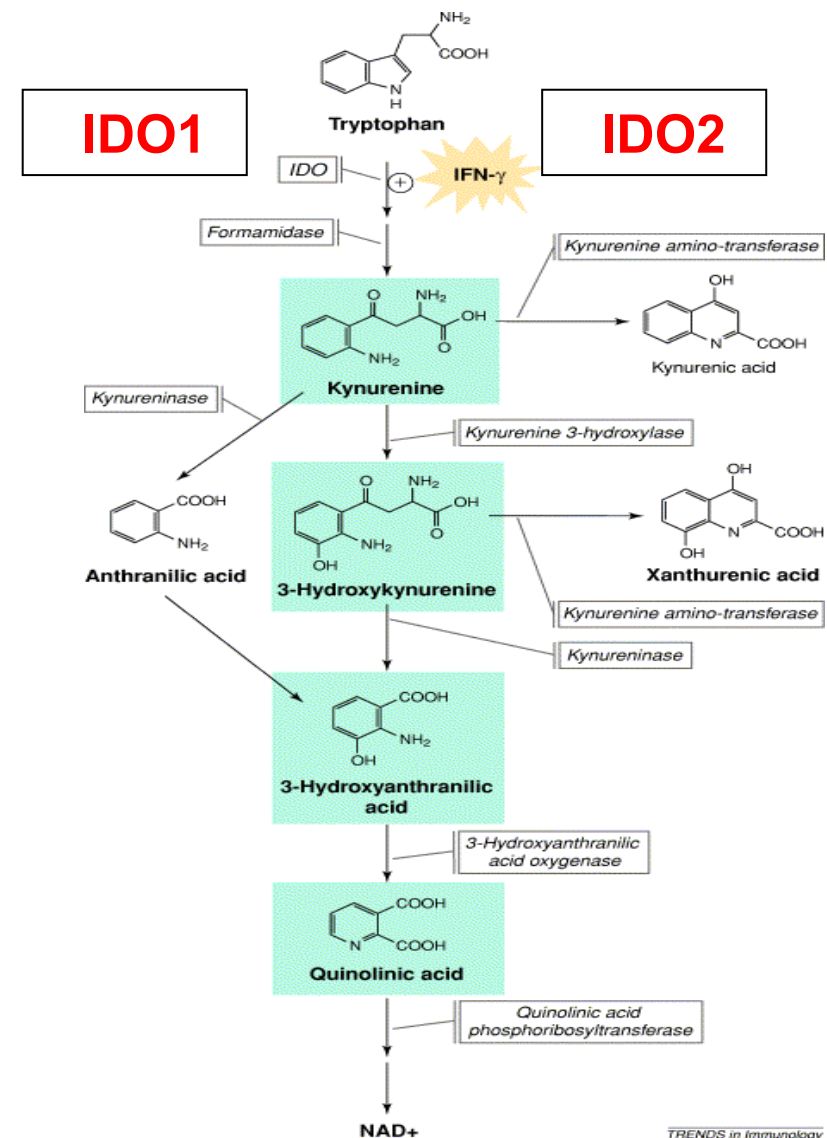 NH2
COOH
N
H
Tryptophan
IDO1
IDO2
IDO
+
IFN-γ
Formamidase
Kynurenine amino-transferase
O
NH2
OH
O
NH2
Kynurenine
OH
N
COOH
Kynurenic acid
Kynureninase
Kynurenine 3-hydroxylase
COOH
NH2
Anthranilic acid
O
NH2
OH
O
NH2
OH
3-Hydroxykynurenine
OH
N
COOH
OH
Xanthurenic acid
Kynurenine amino-transferase
Kynureninase
COOH
NH2
OH
3-Hydroxyanthranilic
acid
3-Hydroxyanthranilic
acid oxygenase
COOH
N
COOH
Quinolinic acid
Quinolinic acid
phosphoribosyltransferase
NAD+
TRENDS in Immunology